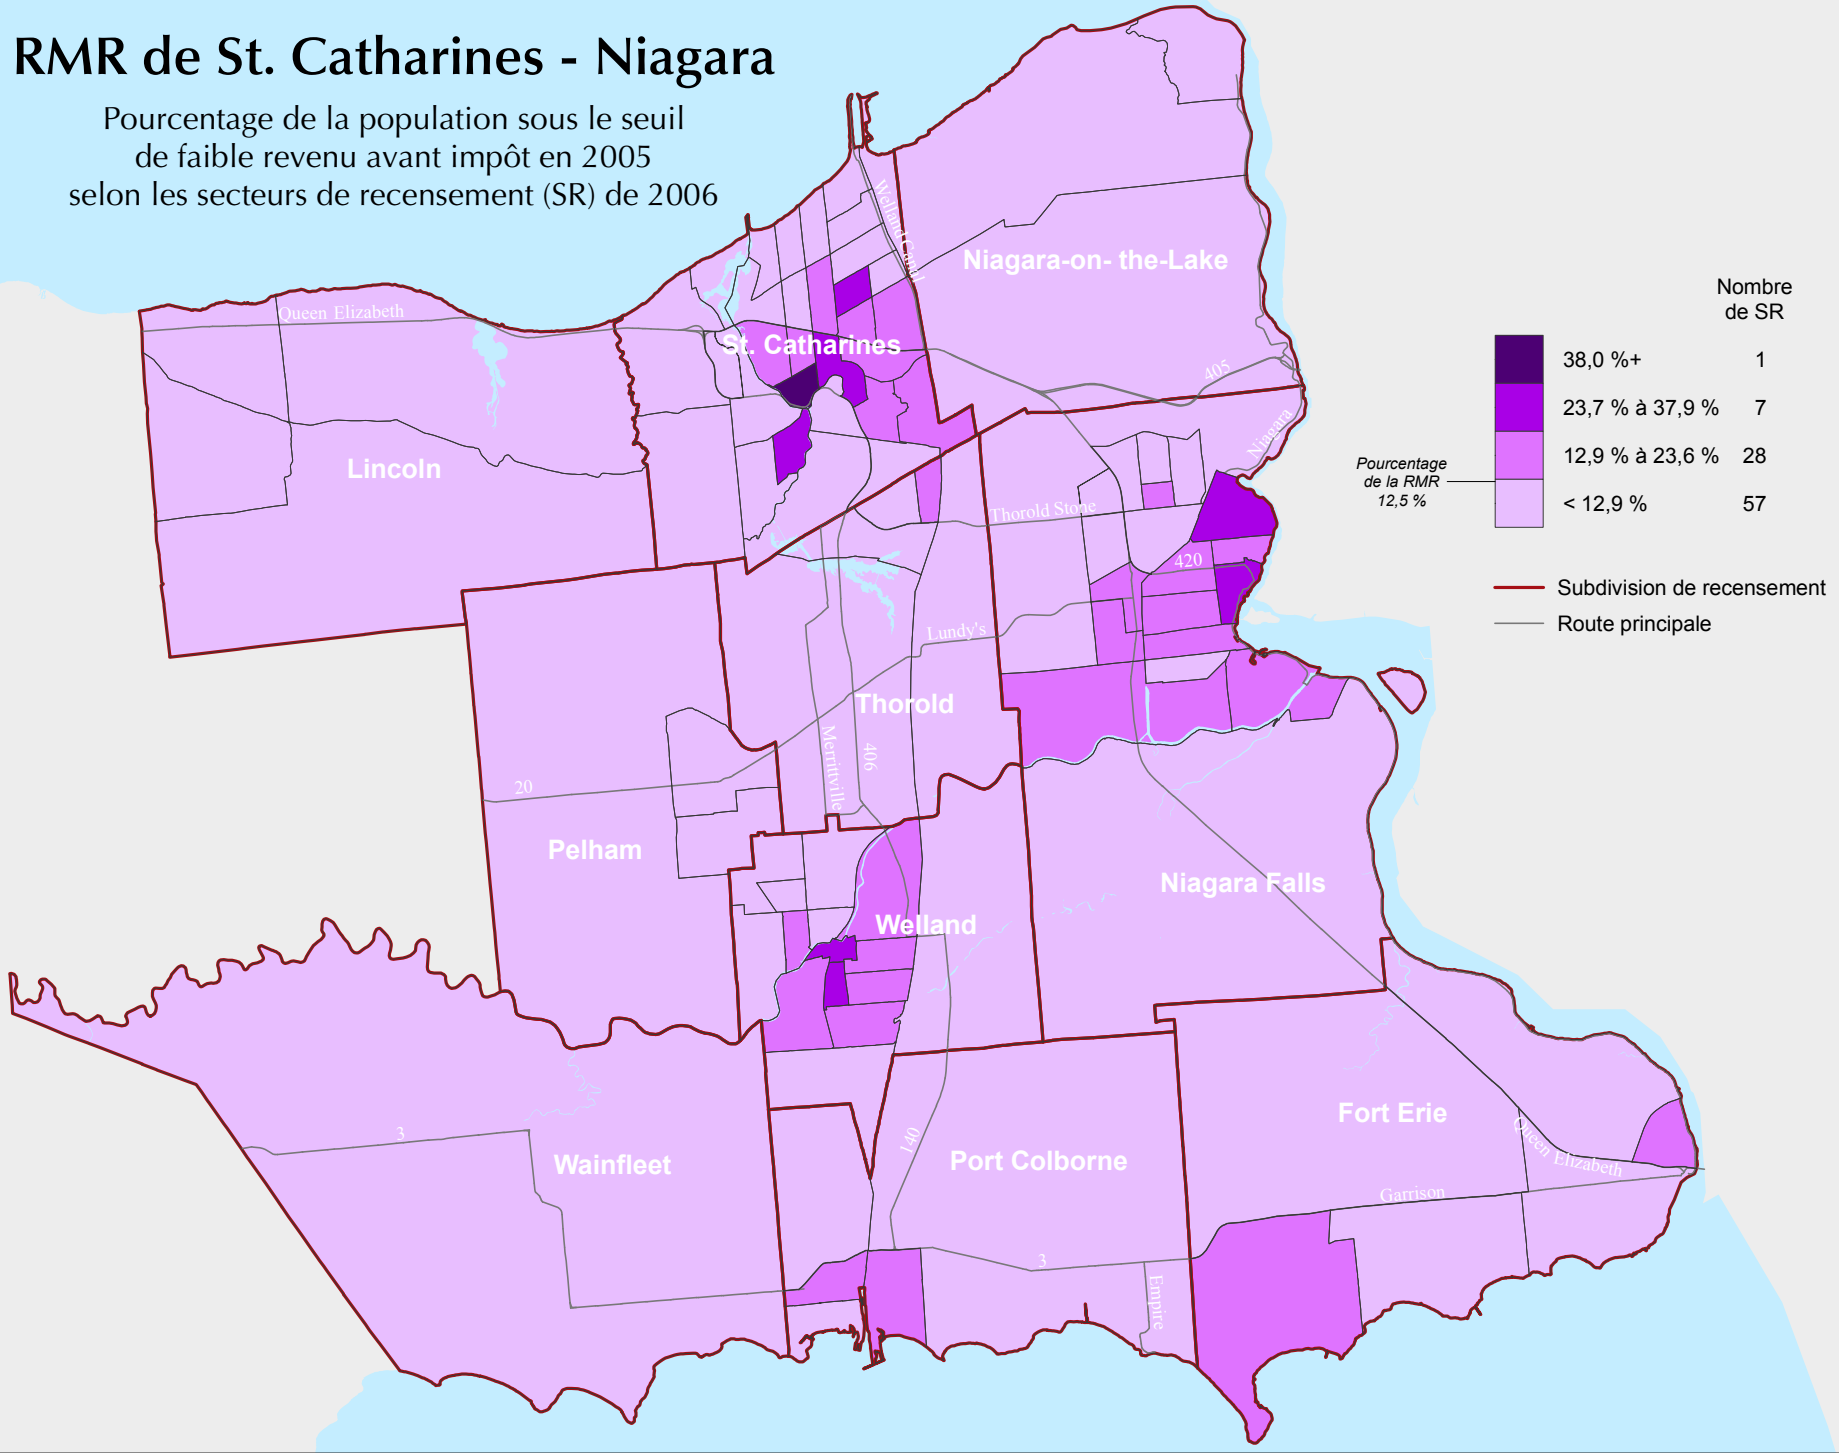 RMR de St. Catharines - Niagara
Pourcentage de la population sous le seuil
de faible revenu avant impôt en 2005
selon les secteurs de recensement (SR) de 2006
Welland Canal
Niagara-on- the-Lake
Queen Elizabeth
St. Catharines
405
Niagara
Lincoln
Thorold Stone
420
Lundy's
Thorold
Merrittville
406
20
Pelham
Niagara Falls
Welland
Fort Erie
Queen Elizabeth
3
Wainfleet
140
Port Colborne
Garrison
3
Empire
Nombre
de SR
38,0 %+ 1
23,7 % à 37,9 % 7
12,9 % à 23,6 % 28
< 12,9 % 57
Pourcentage
de la RMR
12,5 %
Subdivision de recensement
Route principale